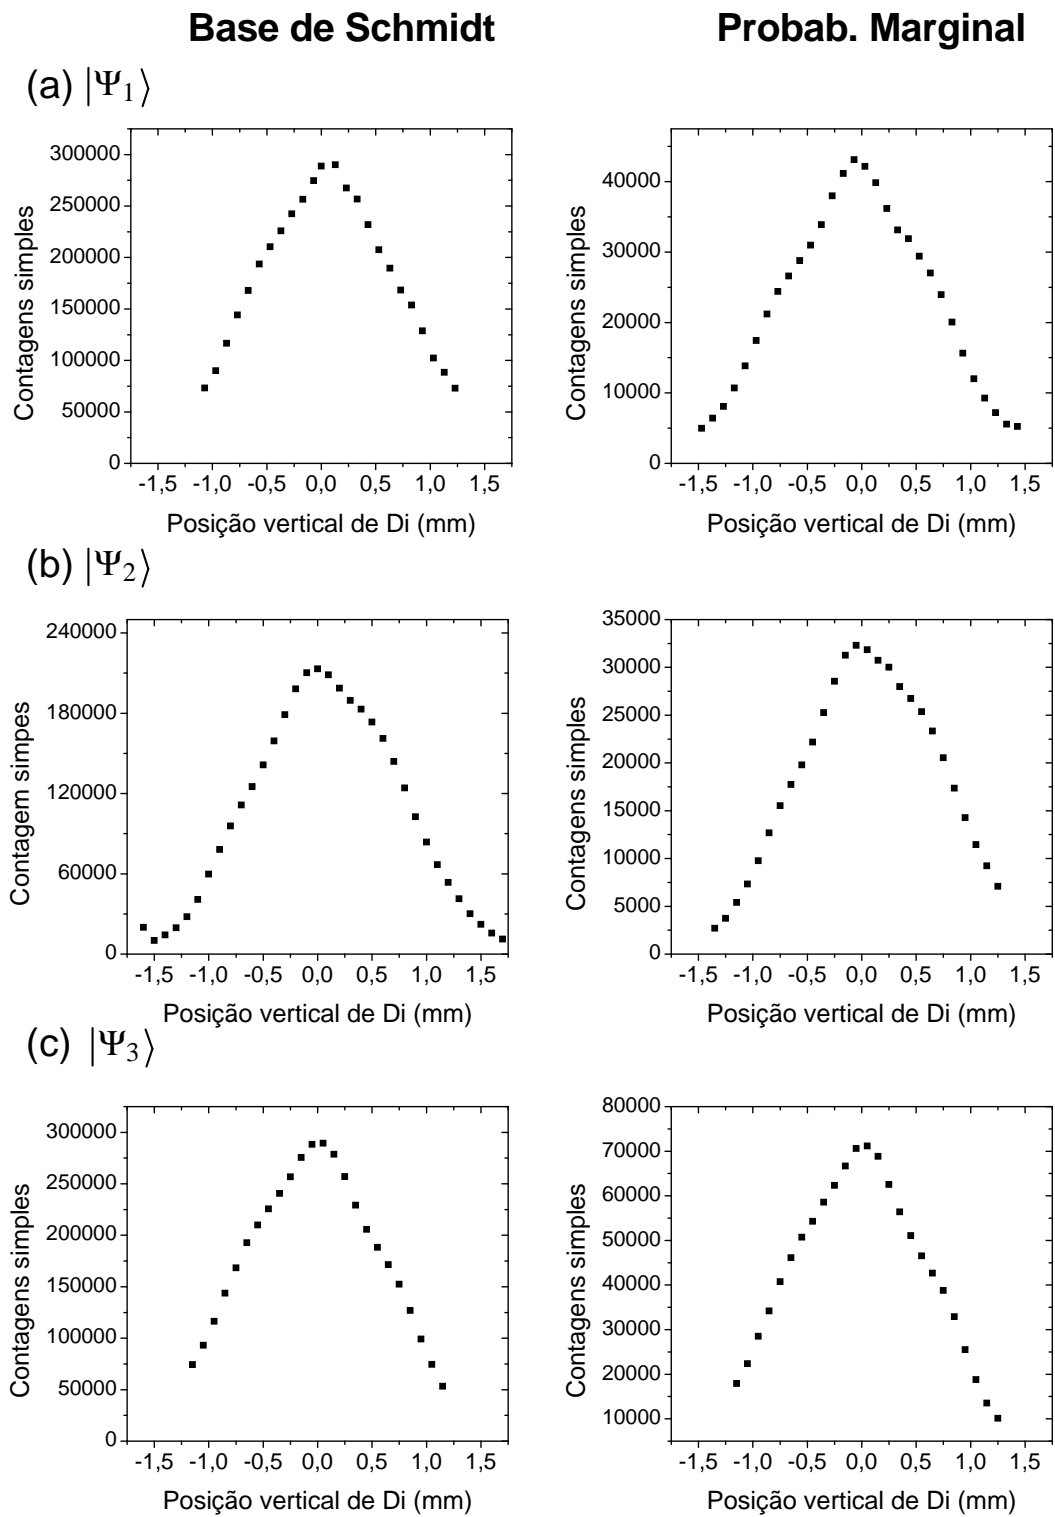 Base de Schmidt Probab. Marginal
(a) |Ψ1⟩
300000
250000
200000
150000
100000
50000
0
Contagens simples
-1,5 -1,0 -0,5 0,0 0,5 1,0 1,5
Posição vertical de Di (mm)
40000
30000
20000
10000
0
Contagens simples
-1,5 -1,0 -0,5 0,0 0,5 1,0 1,5
Posição vertical de Di (mm)
(b) |Ψ2⟩
240000
180000
120000
60000
0
Contagem simpes
-1,5 -1,0 -0,5 0,0 0,5 1,0 1,5
Posição vertical de Di (mm)
35000
30000
25000
20000
15000
10000
5000
0
Contagens simples
-1,5 -1,0 -0,5 0,0 0,5 1,0 1,5
Posição vertical de Di (mm)
(c) |Ψ3⟩
300000
250000
200000
150000
100000
50000
0
Contagens simples
-1,5 -1,0 -0,5 0,0 0,5 1,0 1,5
Posição vertical de Di (mm)
80000
70000
60000
50000
40000
30000
20000
10000
Contagens simples
-1,5 -1,0 -0,5 0,0 0,5 1,0 1,5
Posição vertical de Di (mm)